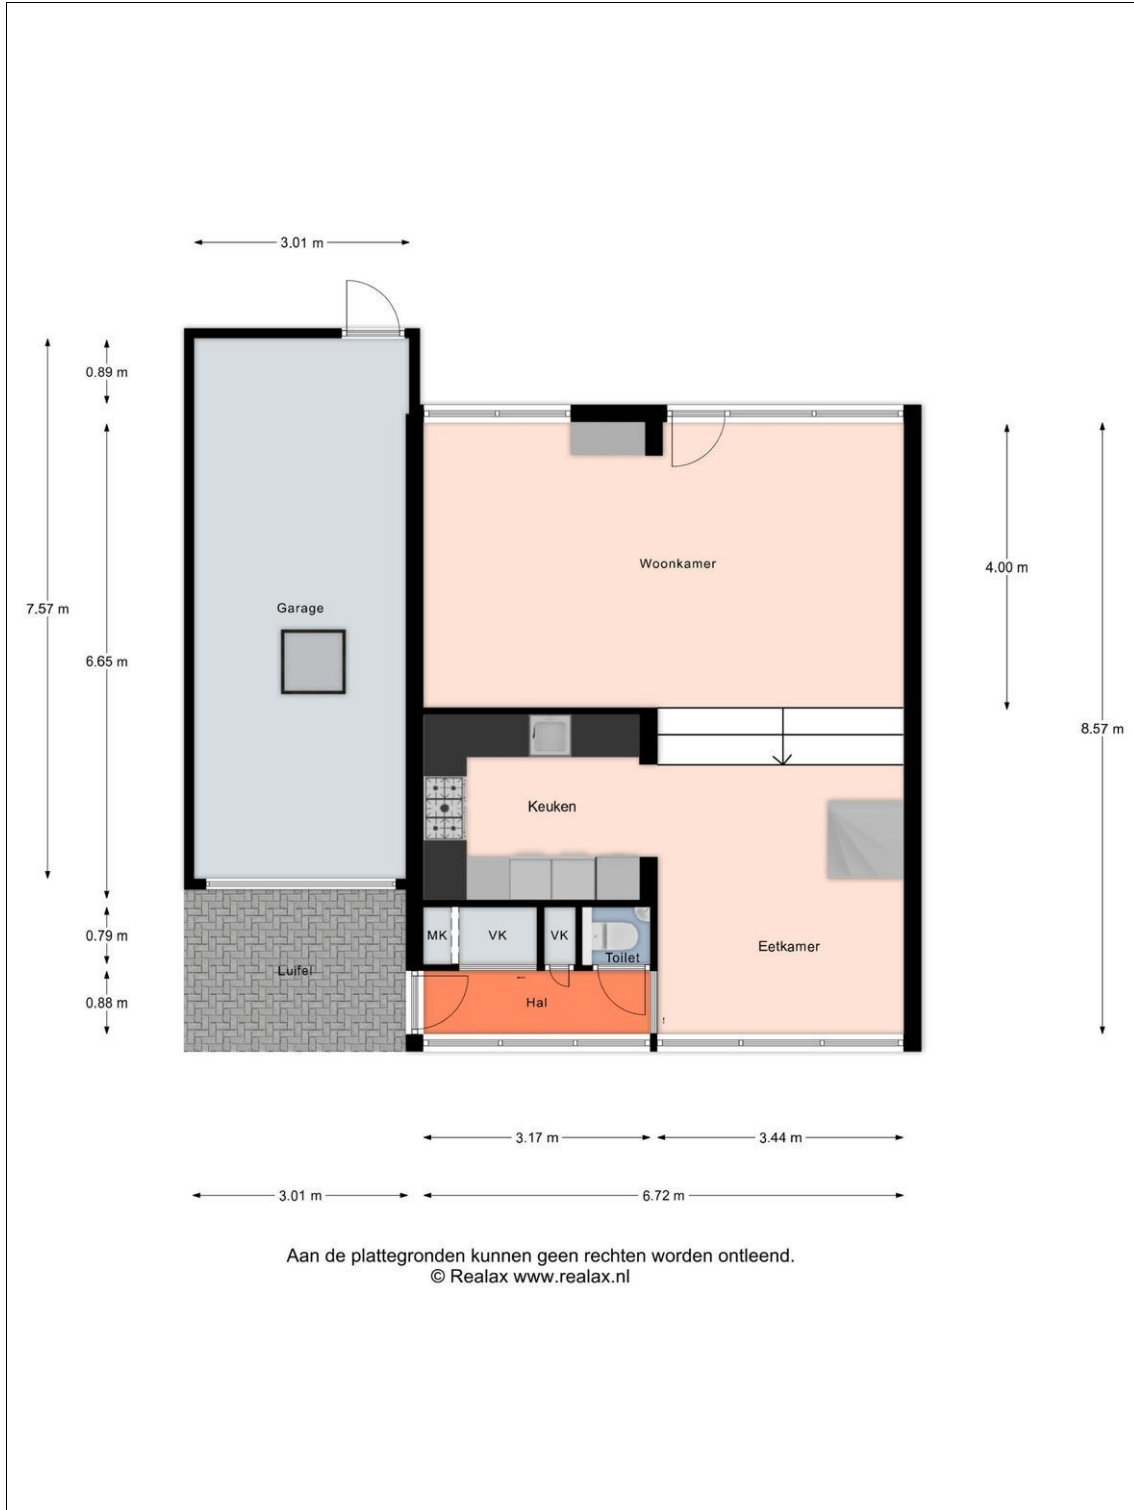 3.01 m
0.89 m
Woonkamer
4.00 m
7.57 m
Garage
6.65 m
8.57 m
Keuken
0.79 m
MK
VK
VK
Toilet
Eetkamer
Luifel
0.88 m
Hal
3.17 m
3.44 m
3.01 m
6.72 m
Aan de plattegronden kunnen geen rechten worden ontleend.
© Realax www.realax.nl